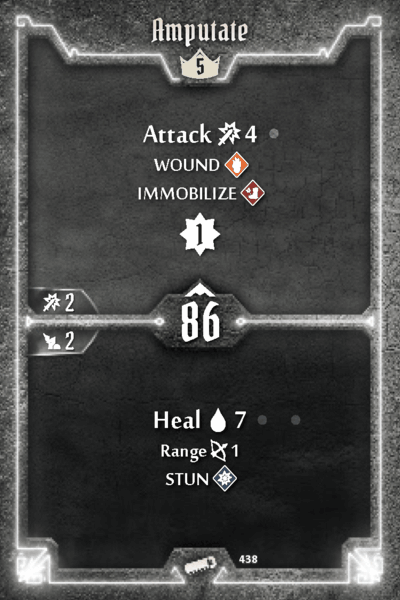 Amputate
5
Attack 4
WOUND
IMMOBILIZE
1
2
86
2
Heal 7
Range 1
STUN
438